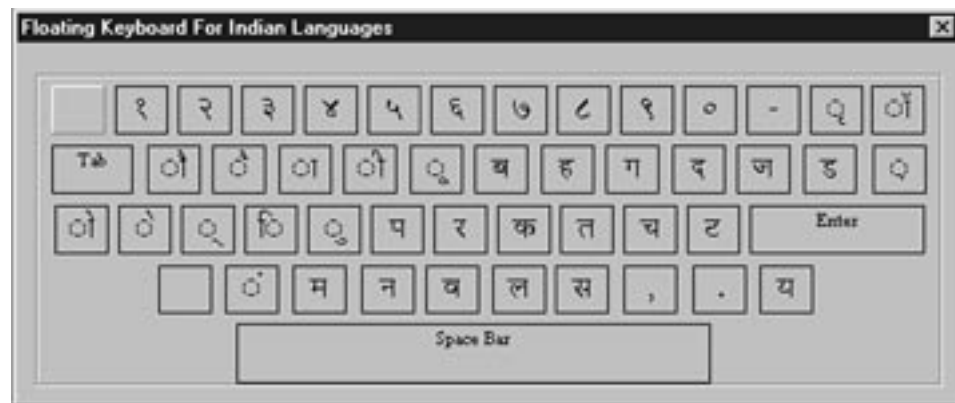 Floating Keyboard For Indian Languages
१ २ ३ ४ ५ ६ ७ ८ ९ ० - ृ ॉ
Tab ौ ै ा ी ू ब ह ग द ज ड ़
ो े ् ि ु प र क त च ट Enter
ं म न व ल स , . य
Space Bar